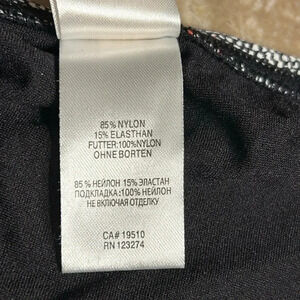 85% NYLON
15% ELASTHAN
FUTTER:100%NYLON
OHNE BORTEN
85% НЕЙЛОН 15% ЭЛАСТАН
ПОДКЛАДКА:100% НЕЙЛОН
НЕ ВКЛЮЧАЯ ОТДЕЛКУ
CA# 19510
RN 123274